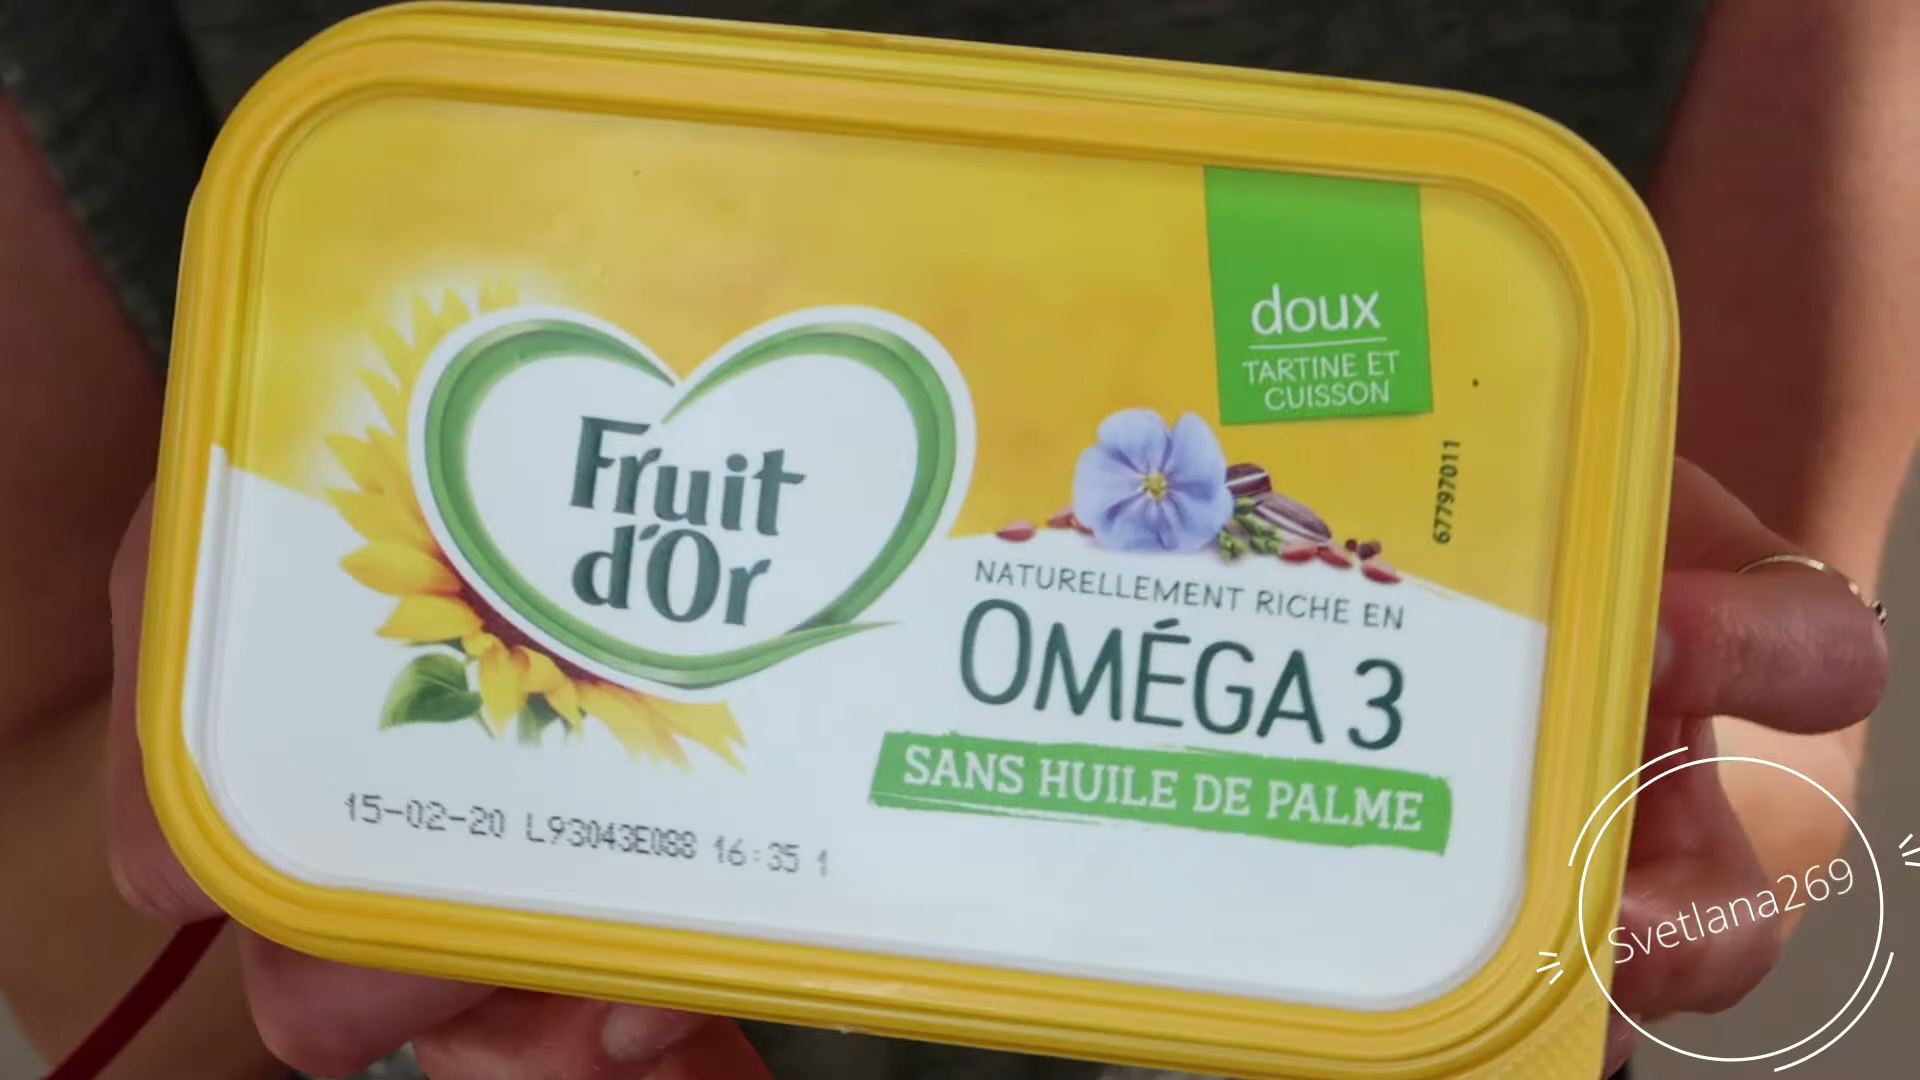 doux
TARTINE ET
CUISSON
67797011
Fruit
d'Or
NATURELLEMENT RICHE EN
OMÉGA 3
SANS HUILE DE PALME
15-02-20 L93043E088 16:35 1
Svetlana269